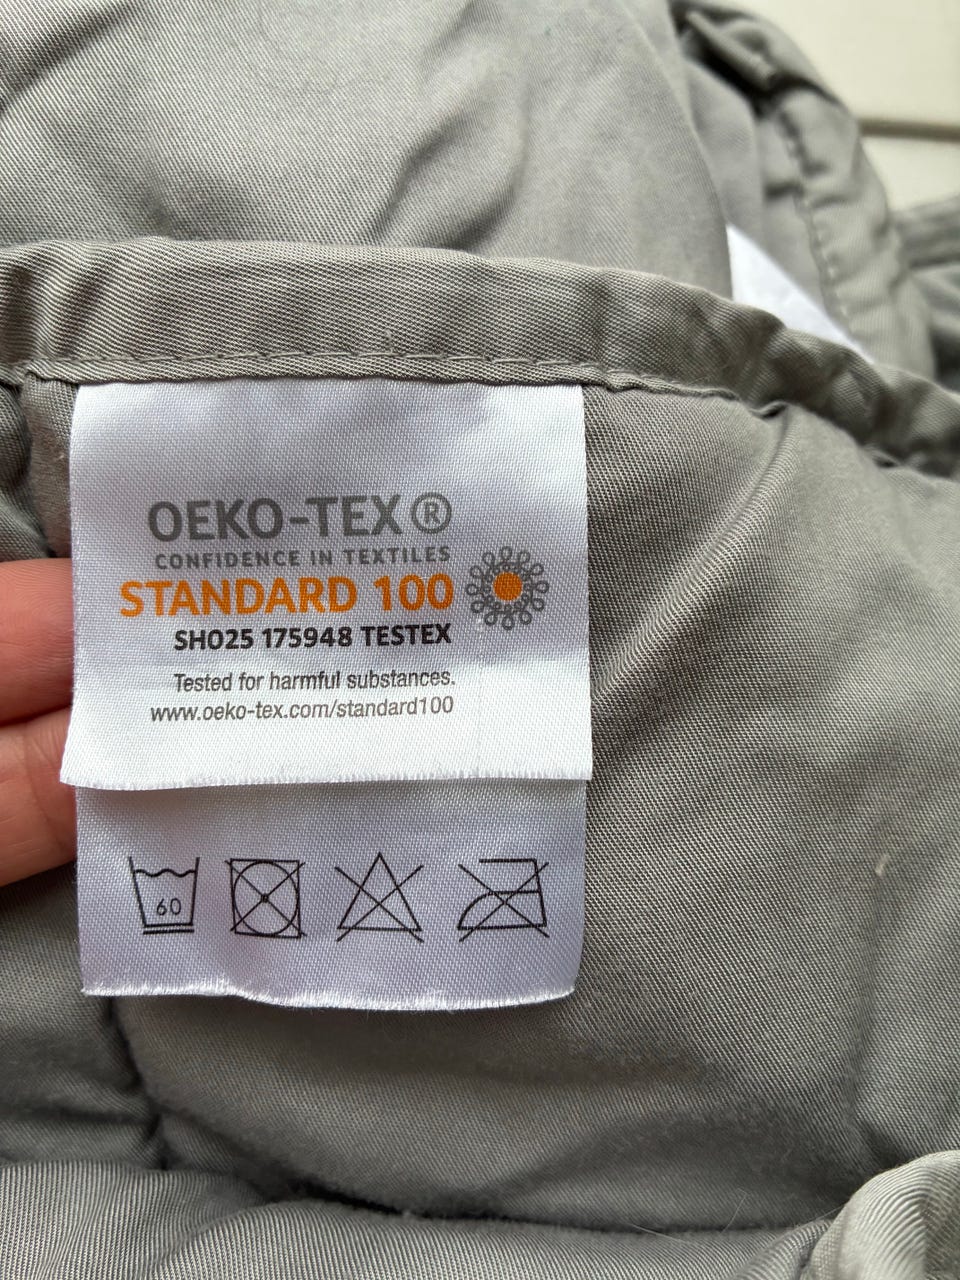 OEKO-TEX®
CONFIDENCE IN TEXTILES
STANDARD 100
SH025 175948 TESTEX
Tested for harmful substances.
www.oeko-tex.com/standard100
60